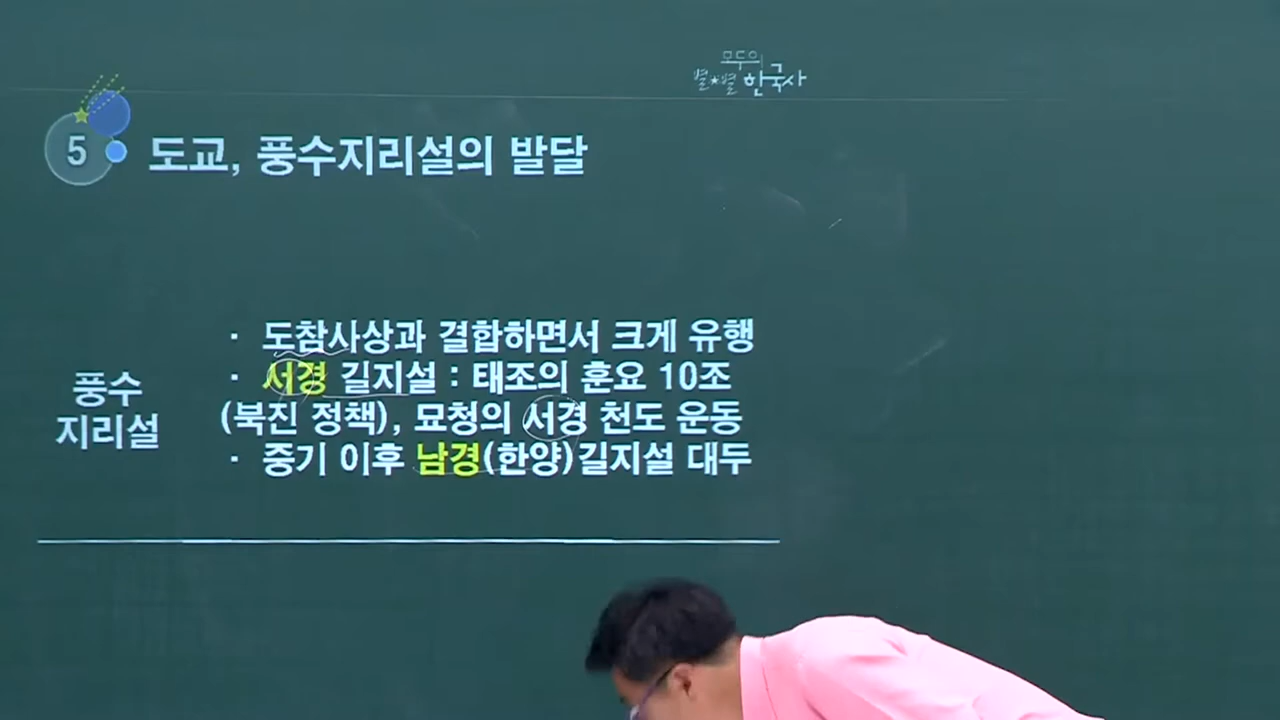 모두의
별★별 한국사
5 도교, 풍수지리설의 발달
풍수
지리설
· 도참사상과 결합하면서 크게 유행
· 서경 길지설 : 태조의 훈요 10조
(북진 정책), 묘청의 서경 천도 운동
· 중기 이후 남경(한양)길지설 대두